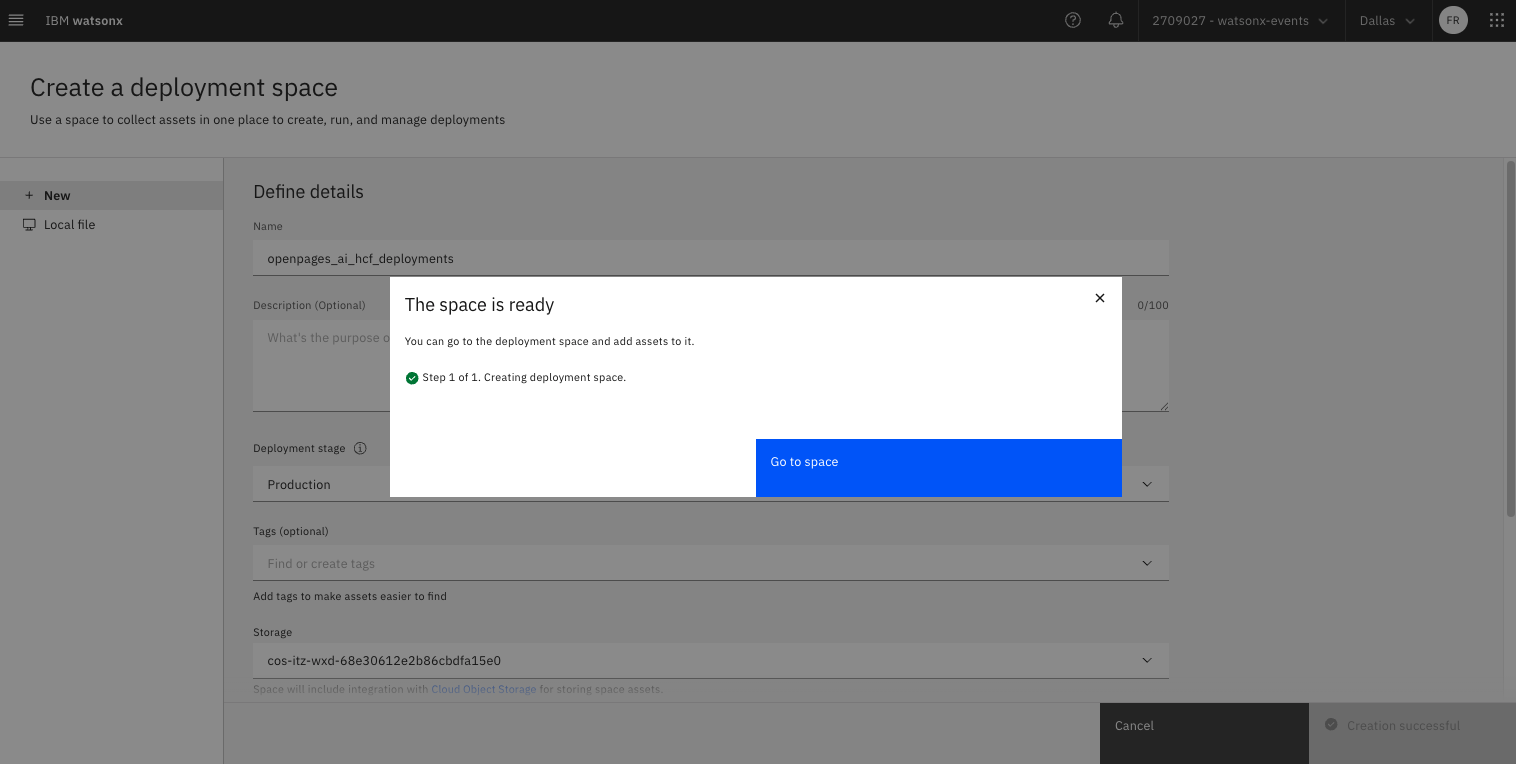 IBM watsonx
2709027 - watsonx-events
Dallas
FR
Create a deployment space
Use a space to collect assets in one place to create, run, and manage deployments
+ New
Local file
Define details
Name
openpages_ai_hcf_deployments
Description (Optional)
0/100
What's the purpose o
The space is ready
You can go to the deployment space and add assets to it.
Step 1 of 1. Creating deployment space.
Go to space
Deployment stage
Production
Tags (optional)
Find or create tags
Add tags to make assets easier to find
Storage
cos-itz-wxd-68e30612e2b86cbdfa15e0
Space will include integration with Cloud Object Storage for storing space assets.
Cancel
Creation successful